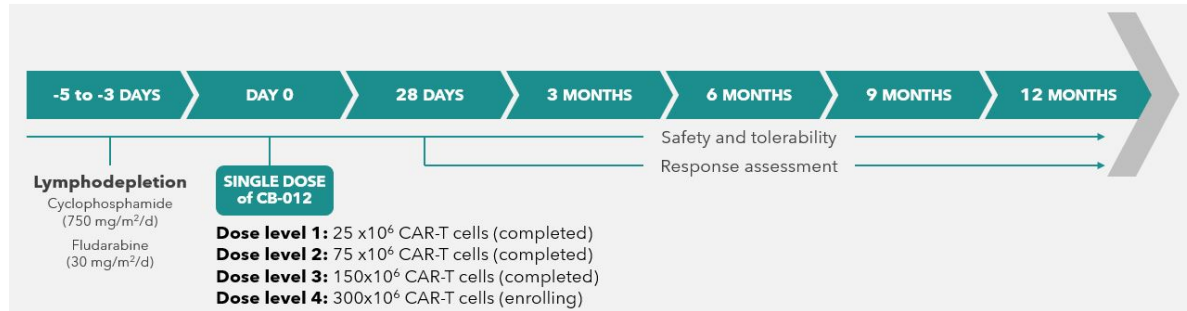 -5 to -3 DAYS
DAY 0
28 DAYS
3 MONTHS
6 MONTHS
9 MONTHS
12 MONTHS
Safety and tolerability
Response assessment
Lymphodepletion
Cyclophosphamide
(750 mg/m²/d)
Fludarabine
(30 mg/m²/d)
SINGLE DOSE
of CB-012
Dose level 1: 25 x10⁶ CAR-T cells (completed)
Dose level 2: 75 x10⁶ CAR-T cells (completed)
Dose level 3: 150x10⁶ CAR-T cells (completed)
Dose level 4: 300x10⁶ CAR-T cells (enrolling)